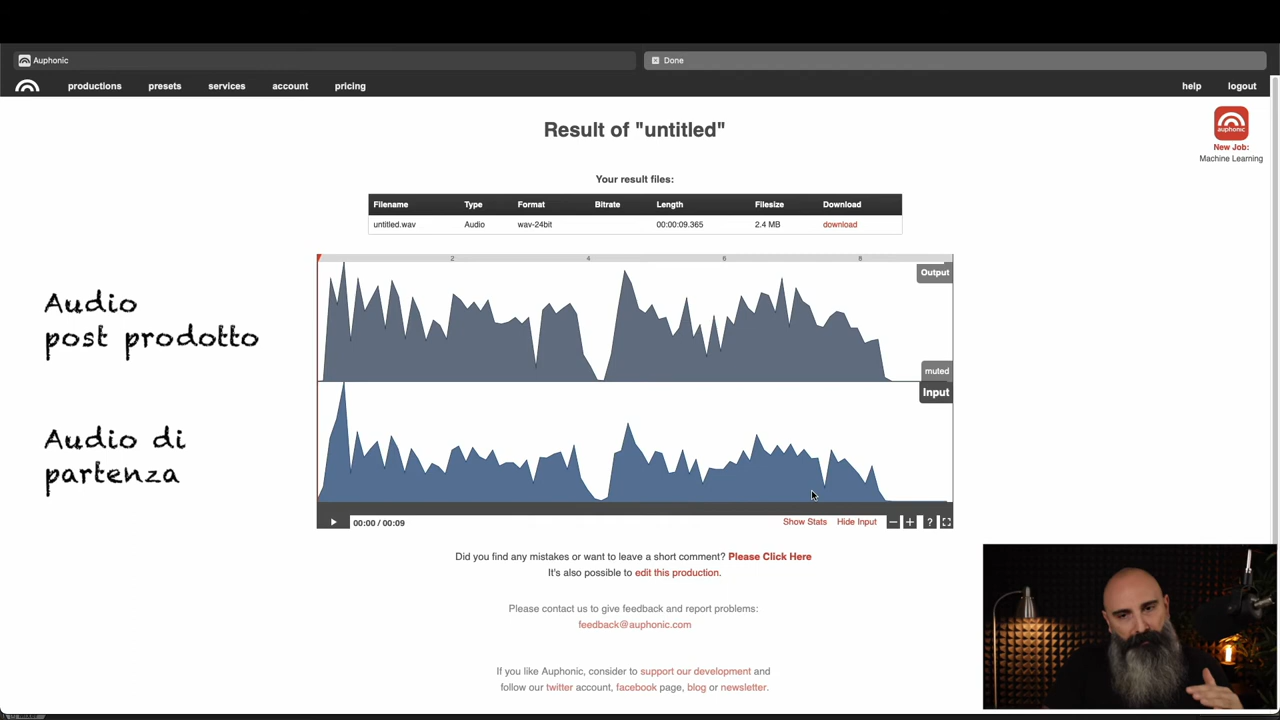 Auphonic
Done
productions presets services account pricing help logout
Result of "untitled"
auphonic
New Job:
Machine Learning
Your result files:
Filename Type Format Bitrate Length Filesize Download
untitled.wav Audio wav-24bit 00:00:09.365 2.4 MB download
2 4 6 8
Output
Audio
post prodotto
muted
Input
Audio di
partenza
00:00 / 00:09 Show Stats Hide Input − + ?
Did you find any mistakes or want to leave a short comment? Please Click Here
It's also possible to edit this production.
Please contact us to give feedback and report problems:
feedback@auphonic.com
If you like Auphonic, consider to support our development and
follow our twitter account, facebook page, blog or newsletter.